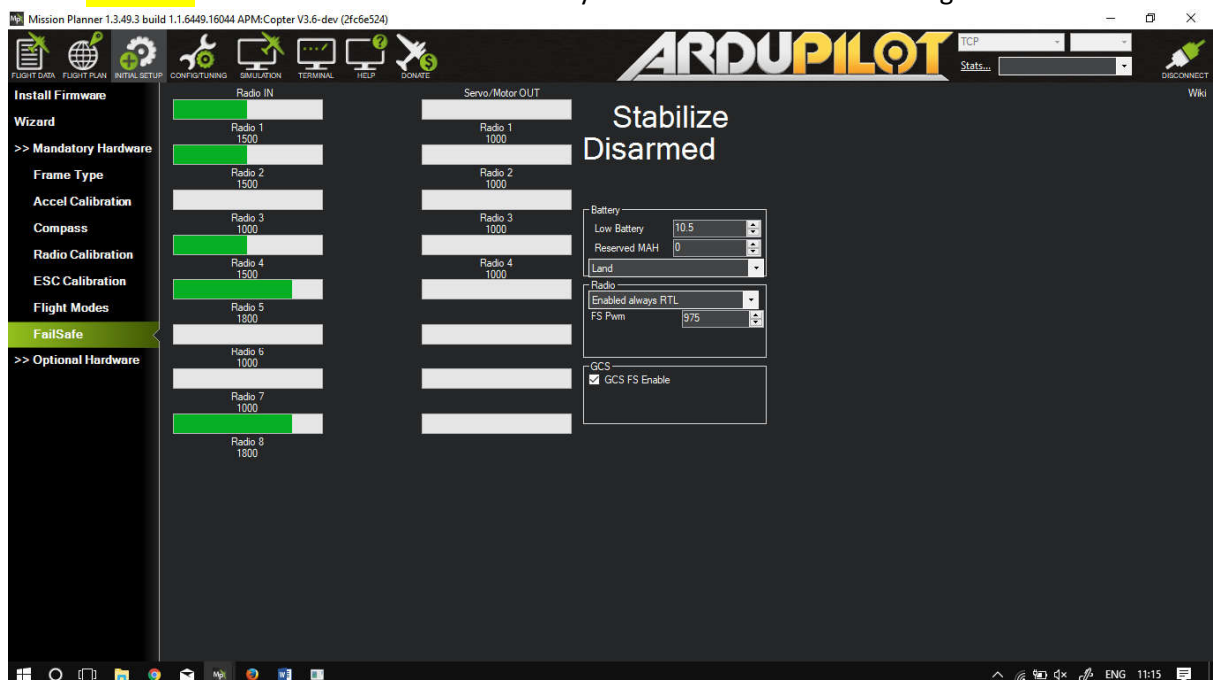 Mission Planner 1.3.49.3 build 1.1.6449.16044 APM:Copter V3.6-dev (2fc6e524)
FLIGHT DATA
FLIGHT PLAN
INITIAL SETUP
CONFIG/TUNING
SIMULATION
TERMINAL
HELP
DONATE
ARDUPILOT
TCP
Stats...
DISCONNECT
Install Firmware
Wizard
>> Mandatory Hardware
Frame Type
Accel Calibration
Compass
Radio Calibration
ESC Calibration
Flight Modes
FailSafe
>> Optional Hardware
Radio IN
Radio 1
1500
Radio 2
1500
Radio 3
1000
Radio 4
1500
Radio 5
1800
Radio 6
1000
Radio 7
1000
Radio 8
1800
Servo/Motor OUT
Radio 1
1000
Radio 2
1000
Radio 3
1000
Radio 4
1000
Stabilize
Disarmed
Battery
Low Battery 10.5
Reserved MAH 0
Land
Radio
Enabled always RTL
FS Pwm 975
GCS
GCS FS Enable
Wiki
ENG 11:15